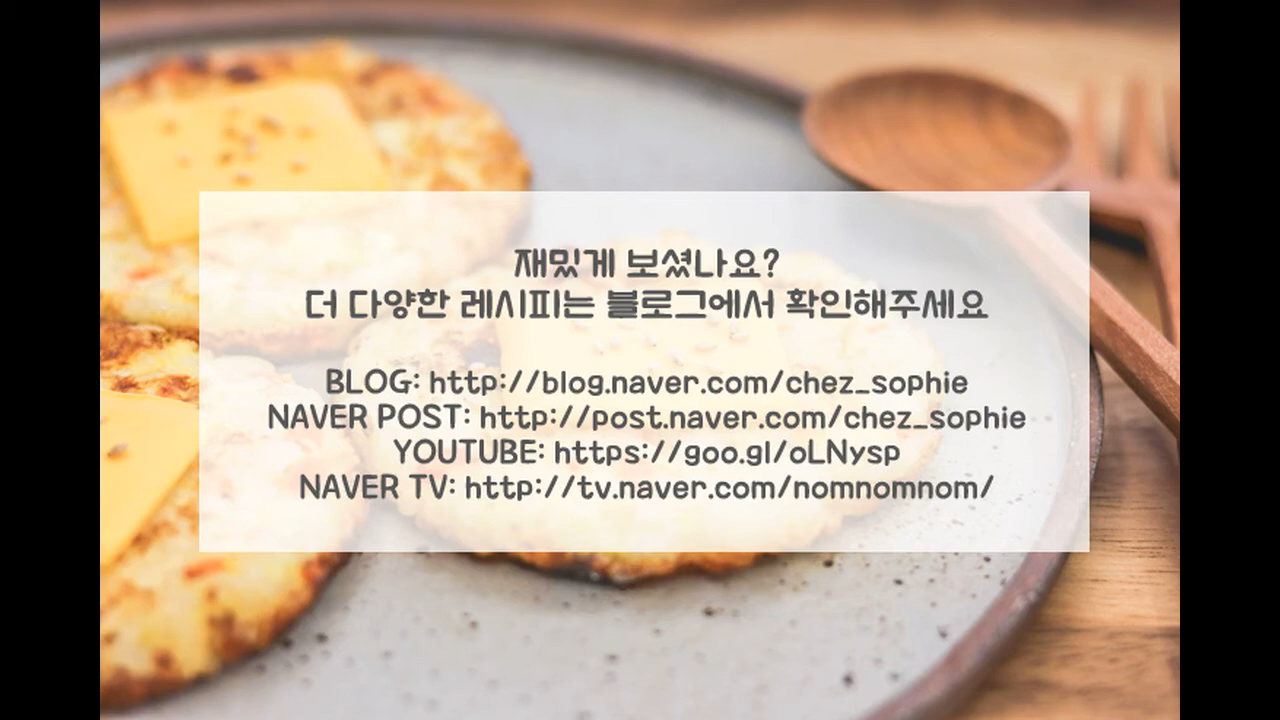 재밌게 보셨나요?
더 다양한 레시피는 블로그에서 확인해주세요
BLOG: http://blog.naver.com/chez_sophie
NAVER POST: http://post.naver.com/chez_sophie
YOUTUBE: https://goo.gl/oLNysp
NAVER TV: http://tv.naver.com/nomnomnom/